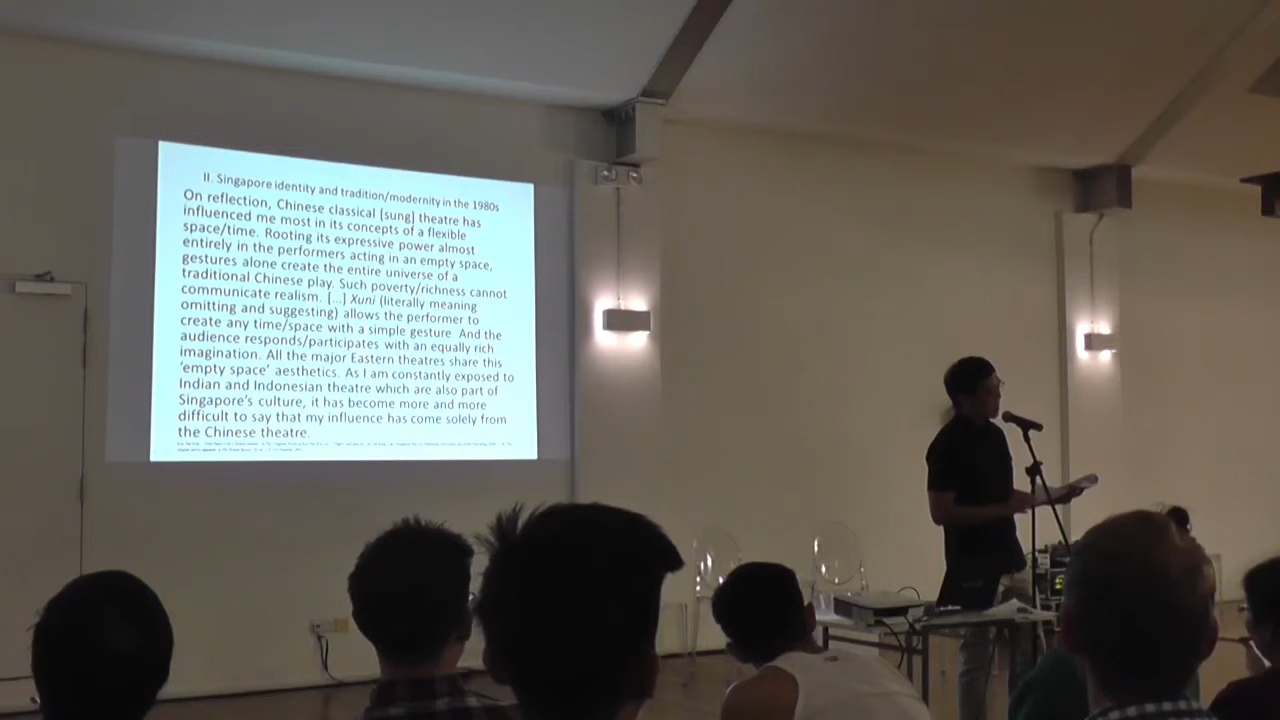 II. Singapore identity and tradition/modernity in the 1980s
On reflection, Chinese classical [sung] theatre has
influenced me most in its concepts of a flexible
space/time. Rooting its expressive power almost
entirely in the performers acting in an empty space,
gestures alone create the entire universe of a
traditional Chinese play. Such poverty/richness cannot
communicate realism. [...] Xuni (literally meaning
omitting and suggesting) allows the performer to
create any time/space with a simple gesture And the
audience responds/participates with an equally rich
imagination. All the major Eastern theatres share this
‘empty space’ aesthetics. As I am constantly exposed to
Indian and Indonesian theatre which are also part of
Singapore's culture, it has become more and more
difficult to say that my influence has come solely from
the Chinese theatre.